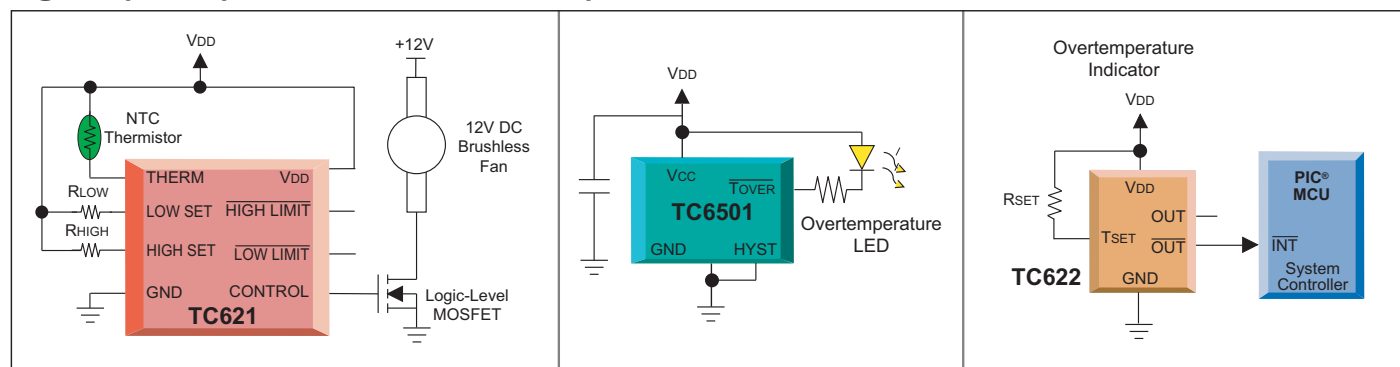 VDD
+12V
NTC
Thermistor
12V DC
Brushless
Fan
THERM
VDD
RLOW
LOW SET
HIGH LIMIT
RHIGH
HIGH SET
LOW LIMIT
GND
CONTROL
TC621
Logic-Level
MOSFET
VDD
VCC
TOVER
TC6501
GND
HYST
Overtemperature
LED
Overtemperature
Indicator
VDD
RSET
VDD
OUT
TSET
OUT
GND
TC622
PIC®
MCU
INT
System
Controller